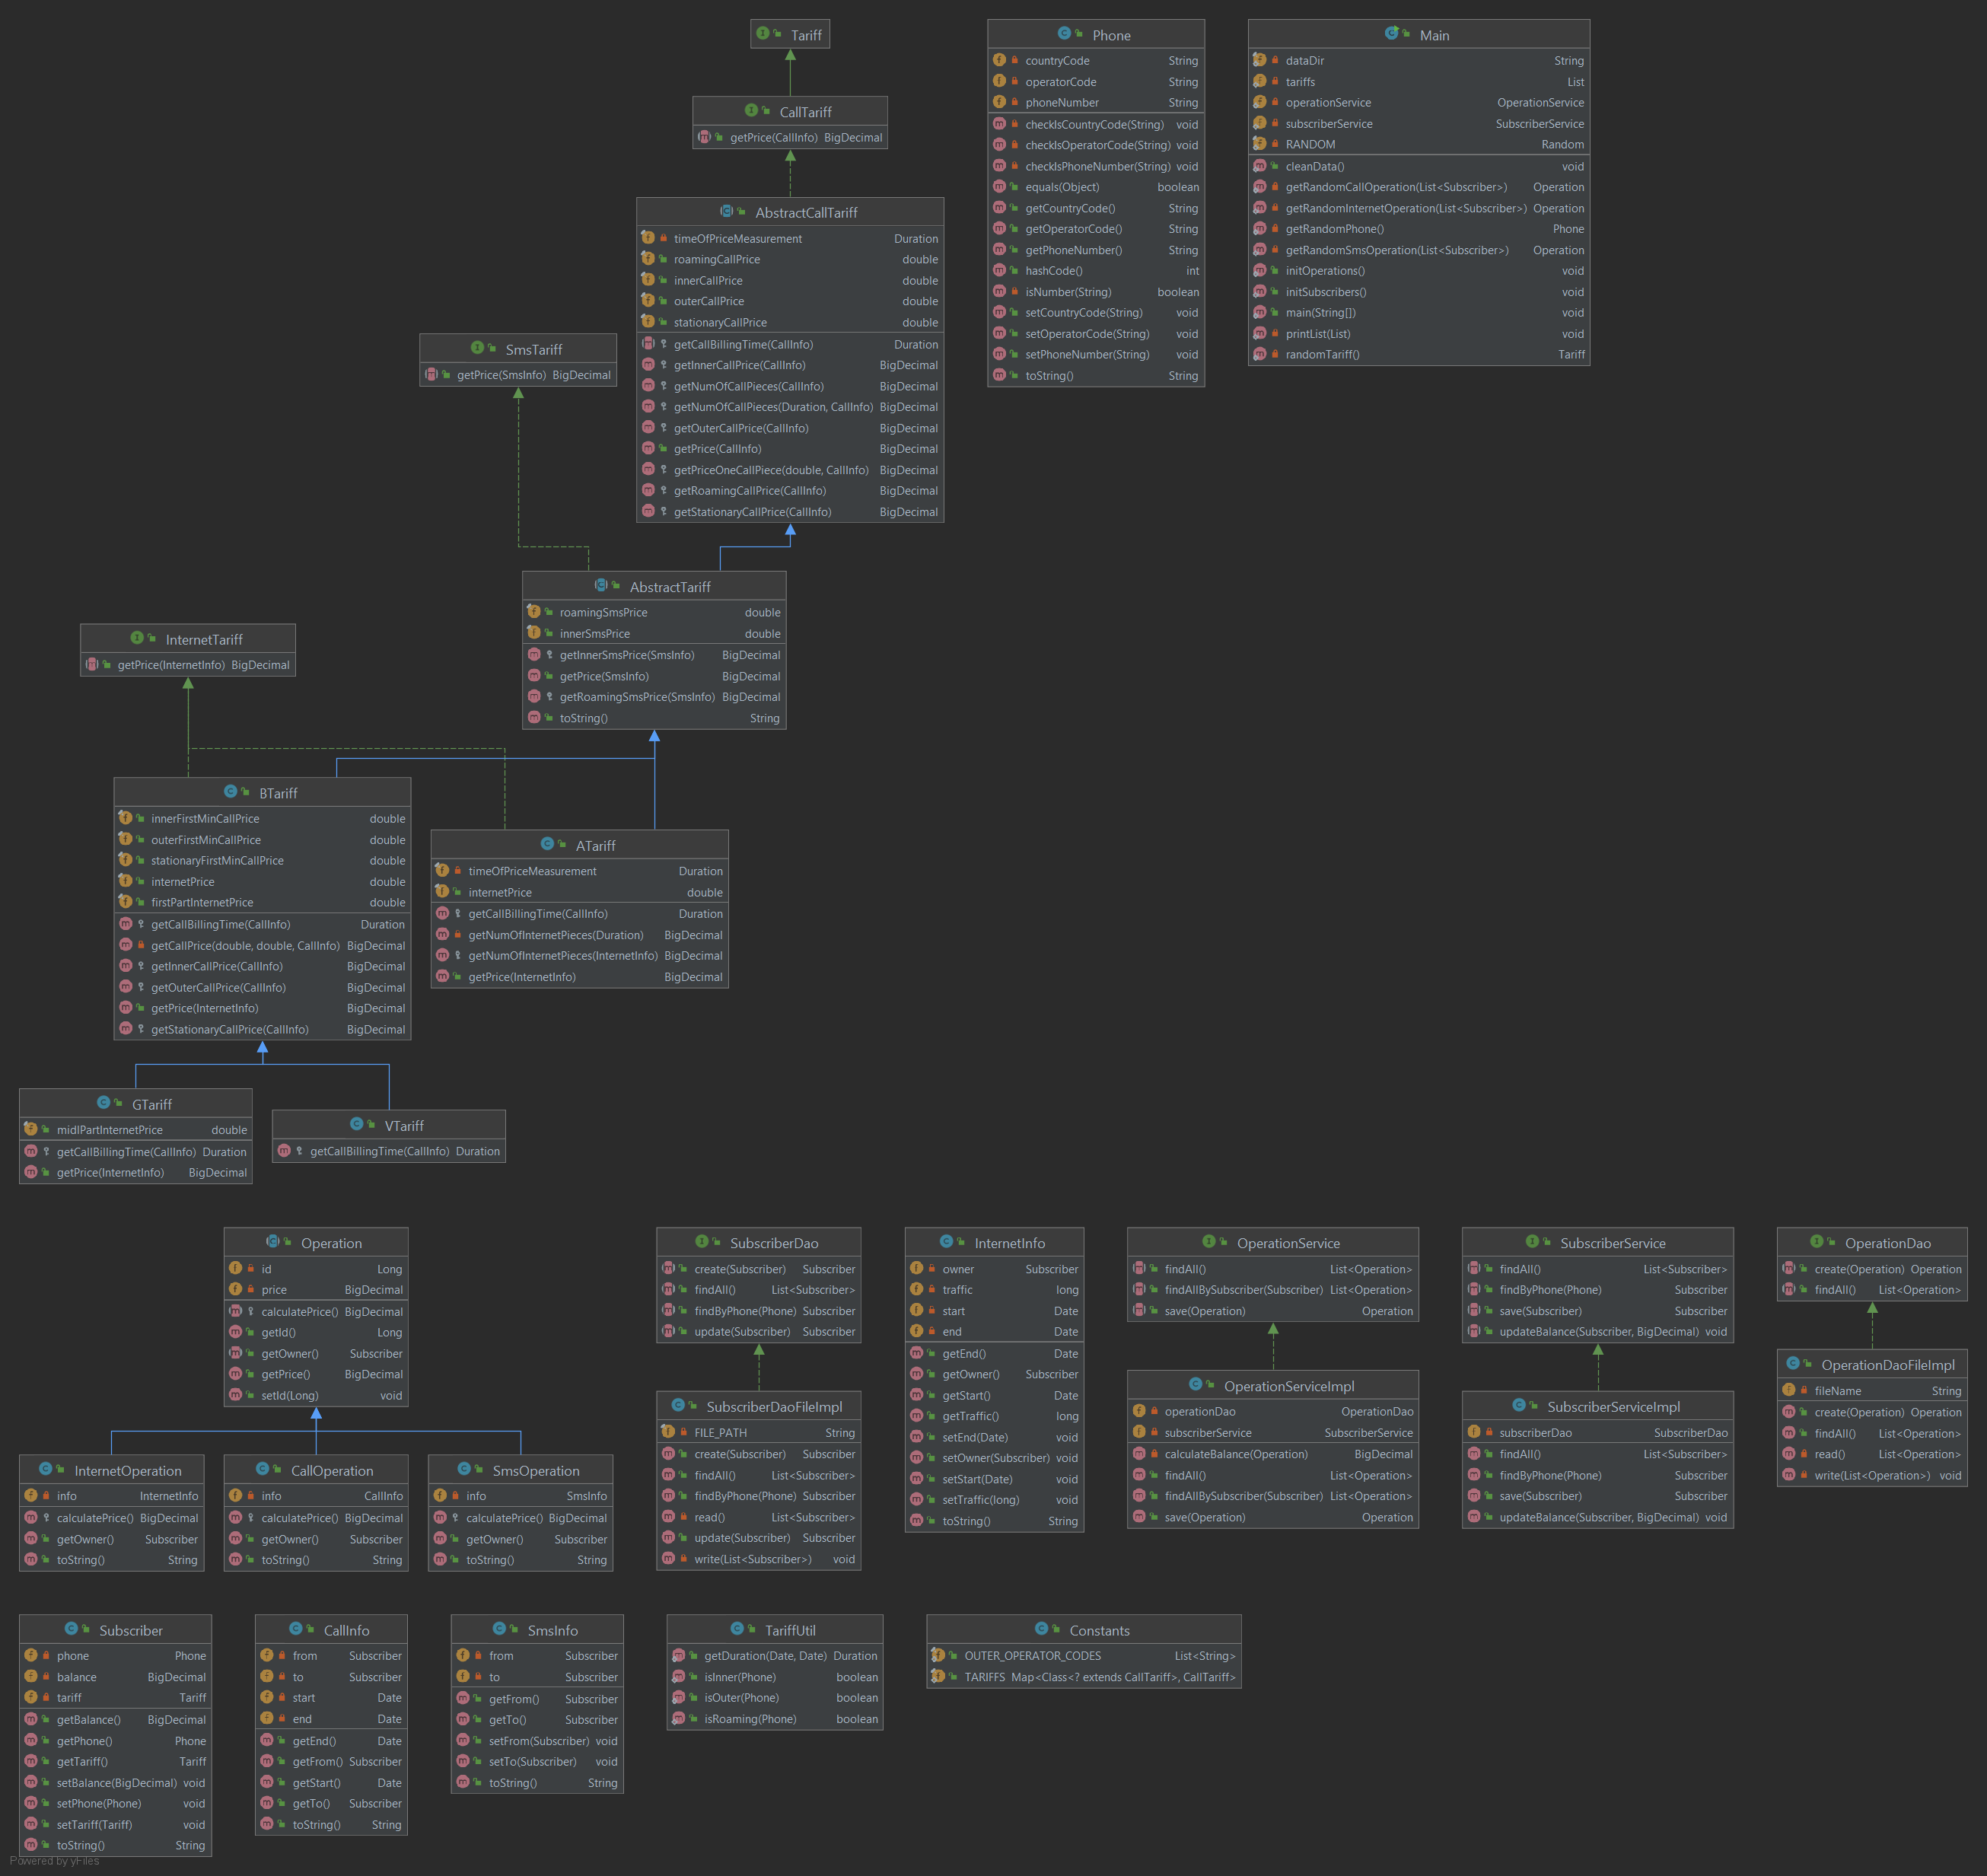 Tariff
CallTariff
getPrice(CallInfo) BigDecimal
AbstractCallTariff
timeOfPriceMeasurement Duration
roamingCallPrice double
innerCallPrice double
outerCallPrice double
stationaryCallPrice double
getCallBillingTime(CallInfo) Duration
getInnerCallPrice(CallInfo) BigDecimal
getNumOfCallPieces(CallInfo) BigDecimal
getNumOfCallPieces(Duration, CallInfo) BigDecimal
getOuterCallPrice(CallInfo) BigDecimal
getPrice(CallInfo) BigDecimal
getPriceOneCallPiece(double, CallInfo) BigDecimal
getRoamingCallPrice(CallInfo) BigDecimal
getStationaryCallPrice(CallInfo) BigDecimal
Phone
countryCode String
operatorCode String
phoneNumber String
checkIsCountryCode(String) void
checkIsOperatorCode(String) void
checkIsPhoneNumber(String) void
equals(Object) boolean
getCountryCode() String
getOperatorCode() String
getPhoneNumber() String
hashCode() int
isNumber(String) boolean
setCountryCode(String) void
setOperatorCode(String) void
setPhoneNumber(String) void
toString() String
Main
dataDir String
tariffs List
operationService OperationService
subscriberService SubscriberService
RANDOM Random
cleanData() void
getRandomCallOperation(List<Subscriber>) Operation
getRandomInternetOperation(List<Subscriber>) Operation
getRandomPhone() Phone
getRandomSmsOperation(List<Subscriber>) Operation
initOperations() void
initSubscribers() void
main(String[]) void
printList(List) void
randomTariff() Tariff
SmsTariff
getPrice(SmsInfo) BigDecimal
AbstractTariff
roamingSmsPrice double
innerSmsPrice double
getInnerSmsPrice(SmsInfo) BigDecimal
getPrice(SmsInfo) BigDecimal
getRoamingSmsPrice(SmsInfo) BigDecimal
toString() String
InternetTariff
getPrice(InternetInfo) BigDecimal
BTariff
innerFirstMinCallPrice double
outerFirstMinCallPrice double
stationaryFirstMinCallPrice double
internetPrice double
firstPartInternetPrice double
getCallBillingTime(CallInfo) Duration
getCallPrice(double, double, CallInfo) BigDecimal
getInnerCallPrice(CallInfo) BigDecimal
getOuterCallPrice(CallInfo) BigDecimal
getPrice(InternetInfo) BigDecimal
getStationaryCallPrice(CallInfo) BigDecimal
ATariff
timeOfPriceMeasurement Duration
internetPrice double
getCallBillingTime(CallInfo) Duration
getNumOfInternetPieces(Duration) BigDecimal
getNumOfInternetPieces(InternetInfo) BigDecimal
getPrice(InternetInfo) BigDecimal
GTariff
midlPartInternetPrice double
getCallBillingTime(CallInfo) Duration
getPrice(InternetInfo) BigDecimal
VTariff
getCallBillingTime(CallInfo) Duration
Operation
id Long
price BigDecimal
calculatePrice() BigDecimal
getId() Long
getOwner() Subscriber
getPrice() BigDecimal
setId(Long) void
InternetOperation
info InternetInfo
calculatePrice() BigDecimal
getOwner() Subscriber
toString() String
CallOperation
info CallInfo
calculatePrice() BigDecimal
getOwner() Subscriber
toString() String
SmsOperation
info SmsInfo
calculatePrice() BigDecimal
getOwner() Subscriber
toString() String
SubscriberDao
create(Subscriber) Subscriber
findAll() List<Subscriber>
findByPhone(Phone) Subscriber
update(Subscriber) Subscriber
SubscriberDaoFileImpl
FILE_PATH String
create(Subscriber) Subscriber
findAll() List<Subscriber>
findByPhone(Phone) Subscriber
read() List<Subscriber>
update(Subscriber) Subscriber
write(List<Subscriber>) void
InternetInfo
owner Subscriber
traffic long
start Date
end Date
getEnd() Date
getOwner() Subscriber
getStart() Date
getTraffic() long
setEnd(Date) void
setOwner(Subscriber) void
setStart(Date) void
setTraffic(long) void
toString() String
OperationService
findAll() List<Operation>
findAllBySubscriber(Subscriber) List<Operation>
save(Operation) Operation
OperationServiceImpl
operationDao OperationDao
subscriberService SubscriberService
calculateBalance(Operation) BigDecimal
findAll() List<Operation>
findAllBySubscriber(Subscriber) List<Operation>
save(Operation) Operation
SubscriberService
findAll() List<Subscriber>
findByPhone(Phone) Subscriber
save(Subscriber) Subscriber
updateBalance(Subscriber, BigDecimal) void
SubscriberServiceImpl
subscriberDao SubscriberDao
findAll() List<Subscriber>
findByPhone(Phone) Subscriber
save(Subscriber) Subscriber
updateBalance(Subscriber, BigDecimal) void
OperationDao
create(Operation) Operation
findAll() List<Operation>
OperationDaoFileImpl
fileName String
create(Operation) Operation
findAll() List<Operation>
read() List<Operation>
write(List<Operation>) void
Subscriber
phone Phone
balance BigDecimal
tariff Tariff
getBalance() BigDecimal
getPhone() Phone
getTariff() Tariff
setBalance(BigDecimal) void
setPhone(Phone) void
setTariff(Tariff) void
toString() String
CallInfo
from Subscriber
to Subscriber
start Date
end Date
getEnd() Date
getFrom() Subscriber
getStart() Date
getTo() Subscriber
toString() String
SmsInfo
from Subscriber
to Subscriber
getFrom() Subscriber
getTo() Subscriber
setFrom(Subscriber) void
setTo(Subscriber) void
toString() String
TariffUtil
getDuration(Date, Date) Duration
isInner(Phone) boolean
isOuter(Phone) boolean
isRoaming(Phone) boolean
Constants
OUTER_OPERATOR_CODES List<String>
TARIFFS Map<Class<? extends CallTariff>, CallTariff>
Powered by yFiles